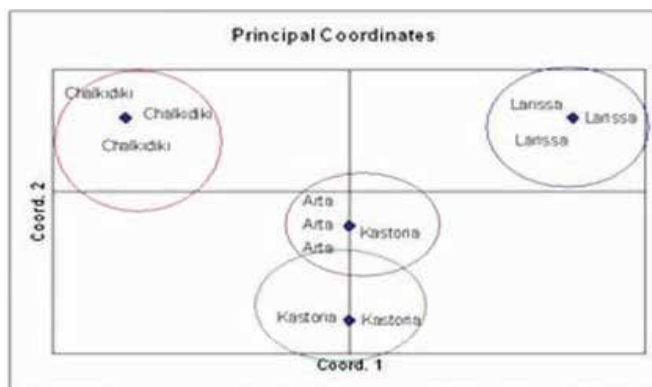 Principal Coordinates
Chalkidiki
Chalkidiki
Chalkidiki
Larissa
Larissa
Larissa
Arta
Arta
Kastoria
Arta
Kastoria Kastoria
Coord. 2
Coord. 1